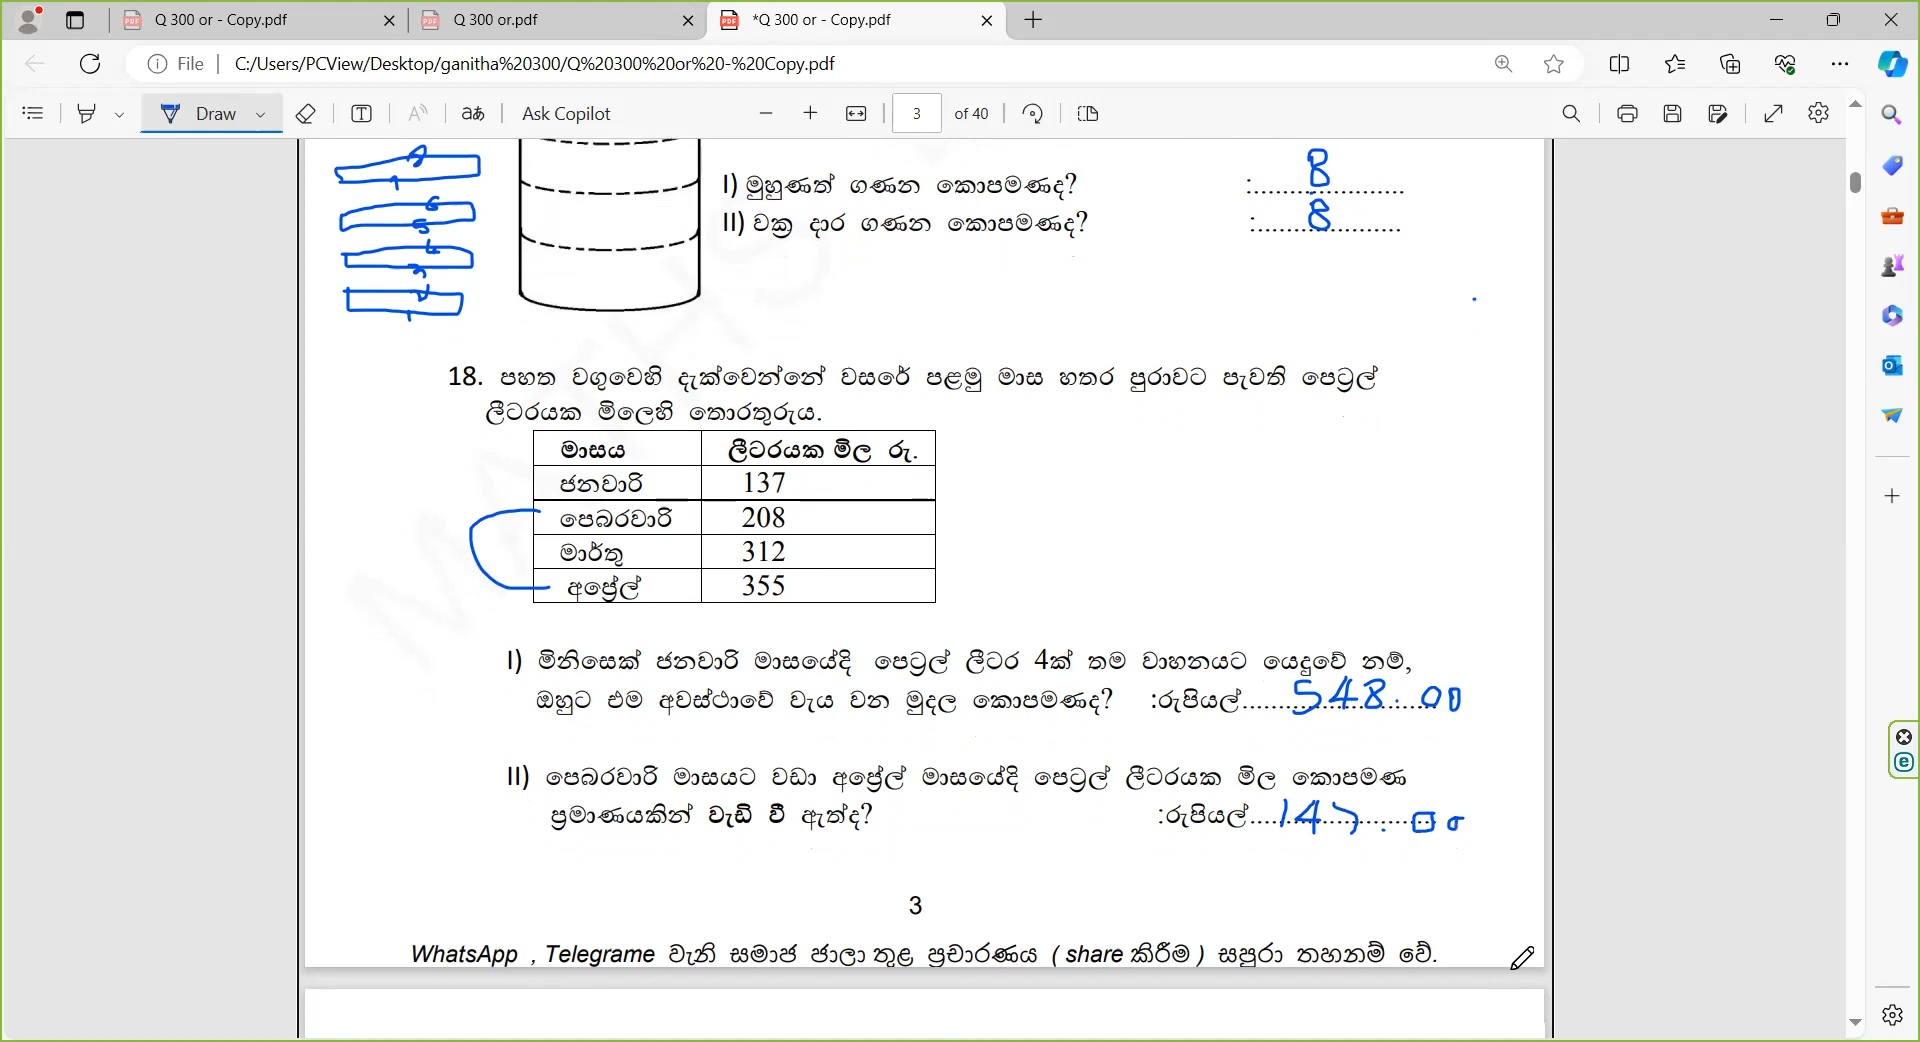 Q 300 or - Copy.pdf
Q 300 or.pdf
*Q 300 or - Copy.pdf
File
C:/Users/PCView/Desktop/ganitha%20300/Q%20300%20or%20-%20Copy.pdf
Draw
aあ
Ask Copilot
3 of 40
I) මුහුණත් ගණන කොපමණද? :.................. 8
II) වක්‍ර දාර ගණන කොපමණද? :.................. 8
18. පහත වගුවෙහි දැක්වෙන්නේ වසරේ පළමු මාස හතර පුරාවට පැවති පෙට්‍රල්
ලීටරයක මිලෙහි තොරතුරුය.
මාසය ලීටරයක මිල රු.
ජනවාරි 137
පෙබරවාරි 208
මාර්තු 312
අප්‍රේල් 355
I) මිනිසෙක් ජනවාරි මාසයේදි පෙට්‍රල් ලීටර 4ක් තම වාහනයට යෙදුවේ නම්,
ඔහුට එම අවස්ථාවේ වැය වන මුදල කොපමණද? :රුපියල්.................. 548.00
II) පෙබරවාරි මාසයට වඩා අප්‍රේල් මාසයේදි පෙට්‍රල් ලීටරයක මිල කොපමණ
ප්‍රමාණයකින් වැඩි වී ඇත්ද? :රුපියල්.................. 147.00
3
WhatsApp , Telegrame වැනි සමාජ ජාලා තුළ ප්‍රචාරණය ( share කිරීම ) සපුරා තහනම් වේ.